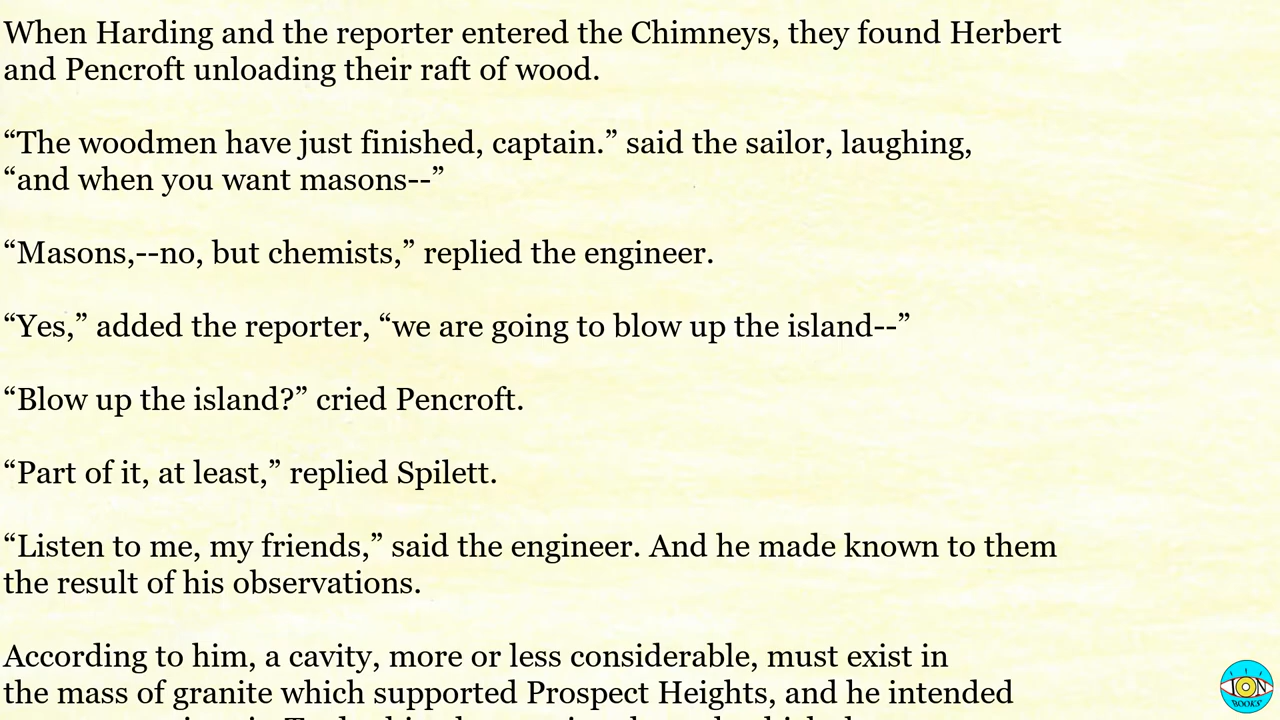 When Harding and the reporter entered the Chimneys, they found Herbert
and Pencroft unloading their raft of wood.
“The woodmen have just finished, captain.” said the sailor, laughing,
“and when you want masons--”
“Masons,--no, but chemists,” replied the engineer.
“Yes,” added the reporter, “we are going to blow up the island--”
“Blow up the island?” cried Pencroft.
“Part of it, at least,” replied Spilett.
“Listen to me, my friends,” said the engineer. And he made known to them
the result of his observations.
According to him, a cavity, more or less considerable, must exist in
the mass of granite which supported Prospect Heights, and he intended
ION
BOOKS